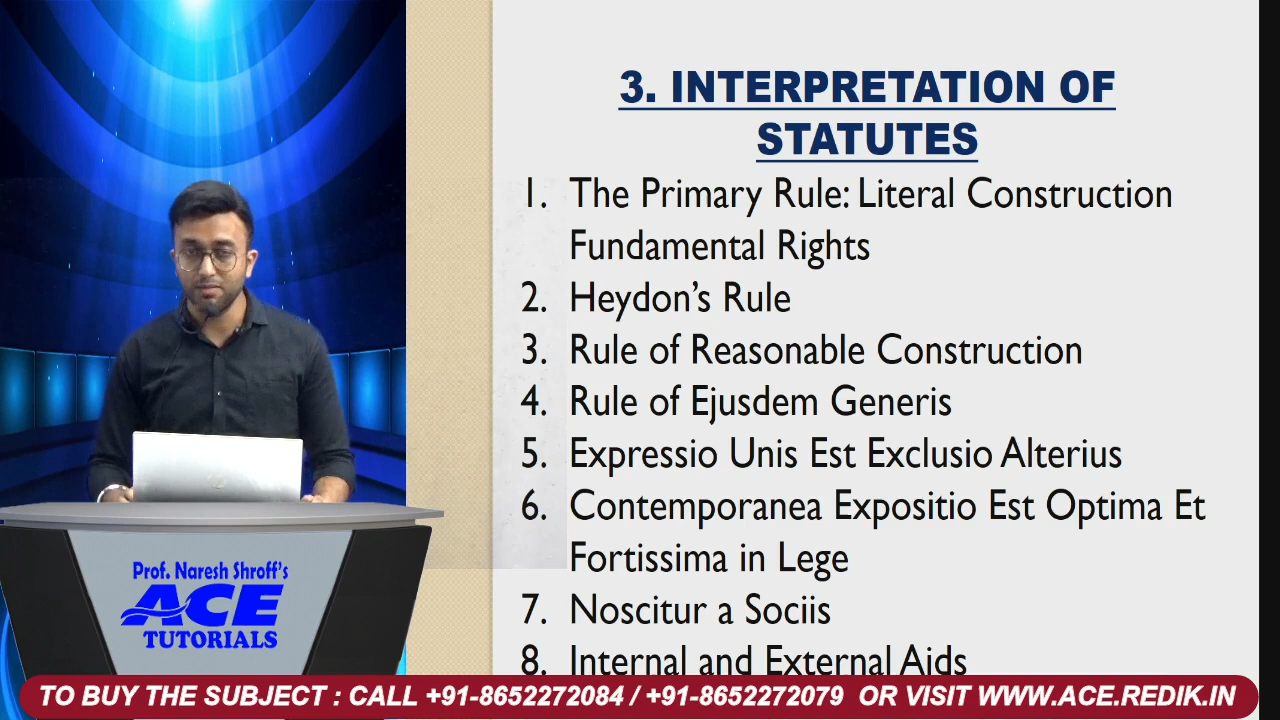 3. INTERPRETATION OF
STATUTES
1. The Primary Rule: Literal Construction
Fundamental Rights
2. Heydon's Rule
3. Rule of Reasonable Construction
4. Rule of Ejusdem Generis
5. Expressio Unis Est Exclusio Alterius
6. Contemporanea Expositio Est Optima Et
Fortissima in Lege
7. Noscitur a Sociis
8. Internal and External Aids
Prof. Naresh Shroff's
ACE
TUTORIALS
TO BUY THE SUBJECT : CALL +91-8652272084 / +91-8652272079 OR VISIT WWW.ACE.REDIK.IN